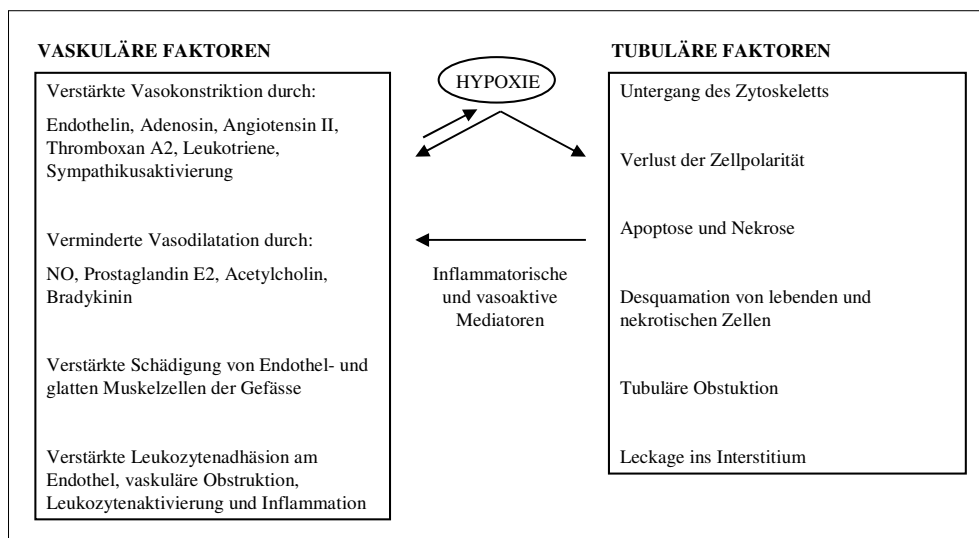 VASKULÄRE FAKTOREN
Verstärkte Vasokonstriktion durch:
Endothelin, Adenosin, Angiotensin II,
Thromboxan A2, Leukotriene,
Sympathikusaktivierung
Verminderte Vasodilatation durch:
NO, Prostaglandin E2, Acetylcholin,
Bradykinin
Verstärkte Schädigung von Endothel- und
glatten Muskelzellen der Gefässe
Verstärkte Leukozytenadhäsion am
Endothel, vaskuläre Obstruktion,
Leukozytenaktivierung und Inflammation
HYPOXIE
Inflammatorische
und vasoaktive
Mediatoren
TUBULÄRE FAKTOREN
Untergang des Zytoskeletts
Verlust der Zellpolarität
Apoptose und Nekrose
Desquamation von lebenden und
nekrotischen Zellen
Tubuläre Obstuktion
Leckage ins Interstitium